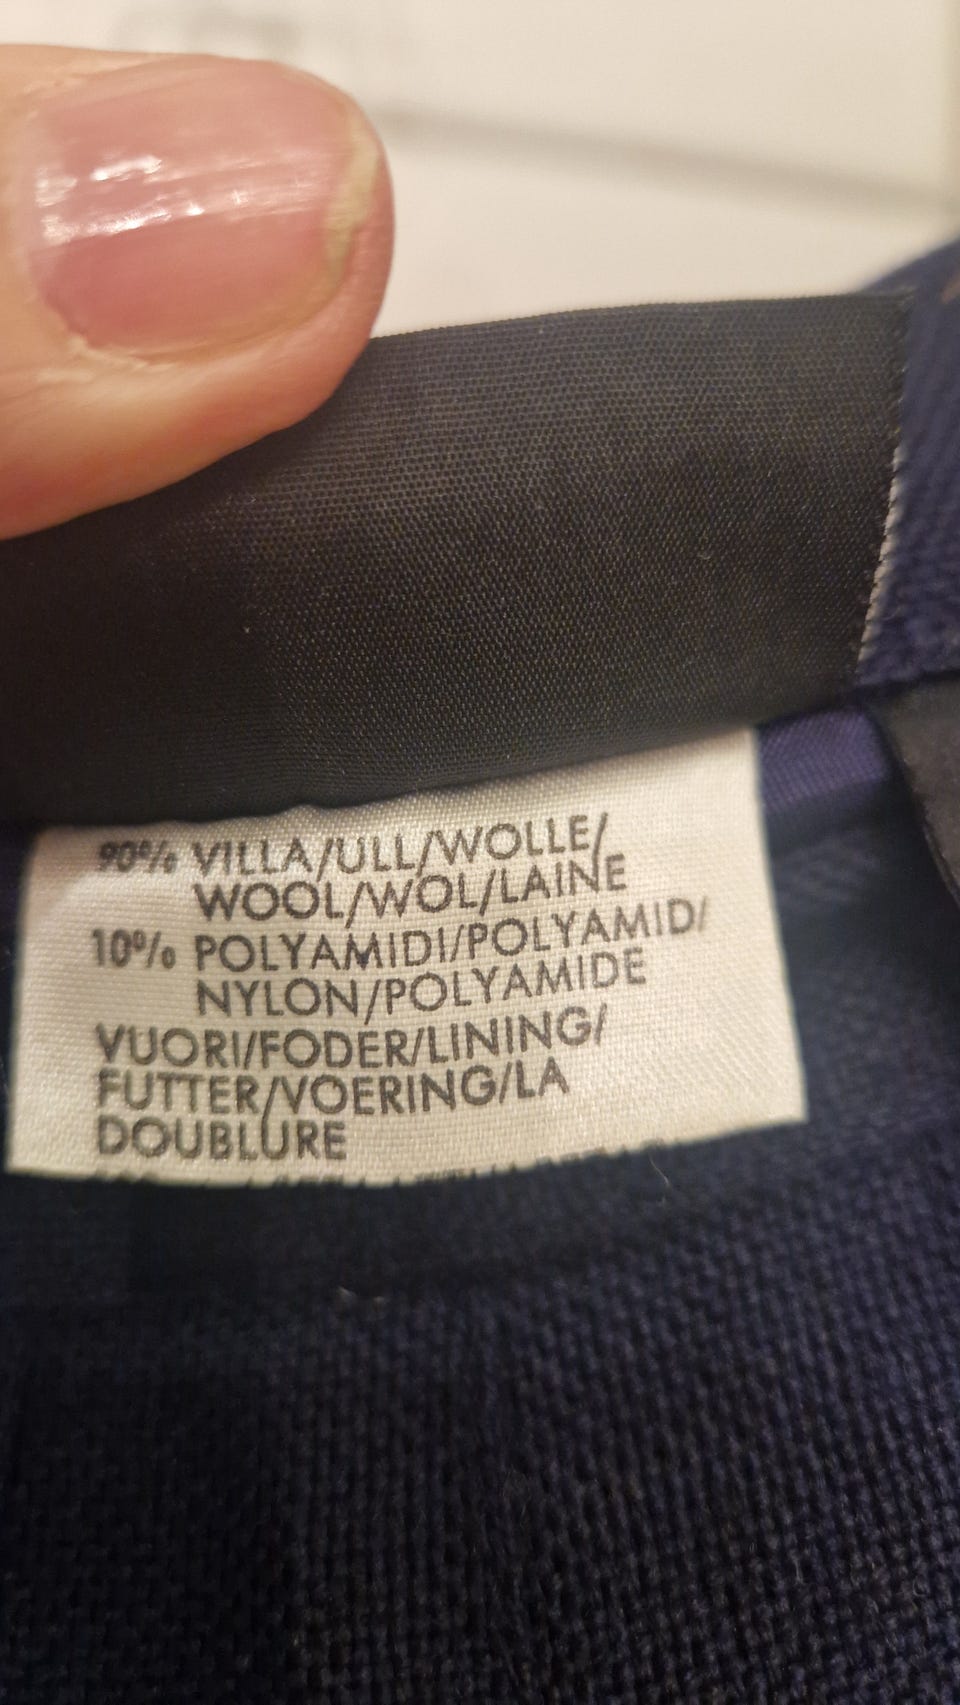 90% VILLA/ULL/WOLLE/
WOOL/WOL/LAINE
10% POLYAMIDI/POLYAMID/
NYLON/POLYAMIDE
VUORI/FODER/LINING/
FUTTER/VOERING/LA
DOUBLURE